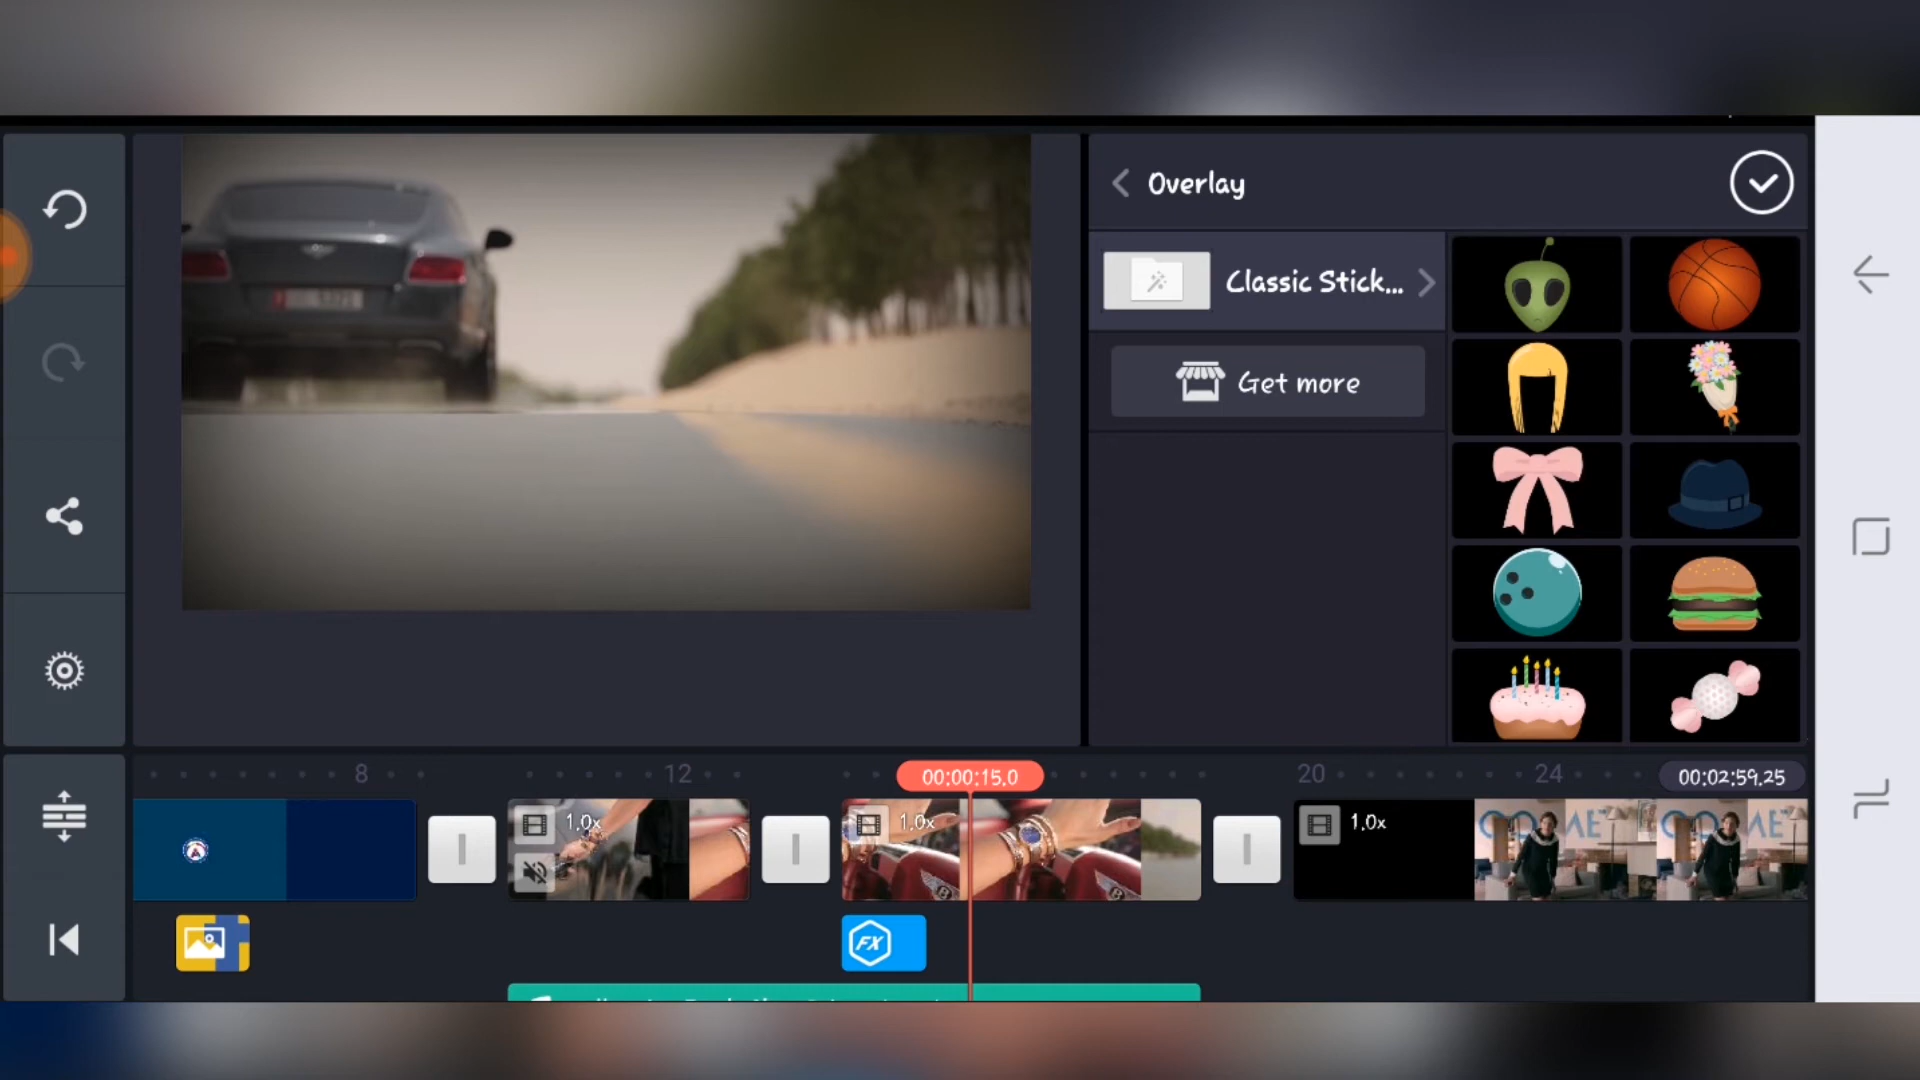 Overlay
Classic Stick...
Get more
8
12
00:00:15.0
20
24
00:02:59.25
1.0x
1.0x
1.0x
FX